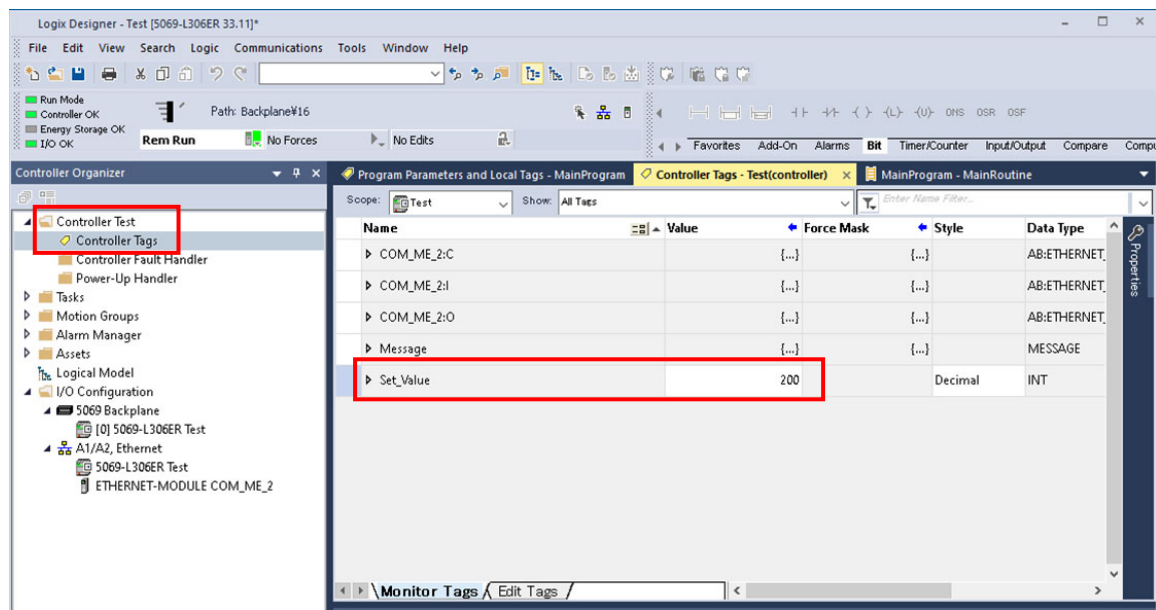 Logix Designer - Test [5069-L306ER 33.11]*
File Edit View Search Logic Communications Tools Window Help
Run Mode
Controller OK
Energy Storage OK
I/O OK
Path: Backplane¥16
Rem Run No Forces No Edits
ONS OSR OSF
Favorites Add-On Alarms Bit Timer/Counter Input/Output Compare Compu
Controller Organizer
Program Parameters and Local Tags - MainProgram Controller Tags - Test(controller) MainProgram - MainRoutine
Scope: Test Show: All Tags Enter Name Filter...
Controller Test
Controller Tags
Controller Fault Handler
Power-Up Handler
Tasks
Motion Groups
Alarm Manager
Assets
Logical Model
I/O Configuration
5069 Backplane
[0] 5069-L306ER Test
A1/A2, Ethernet
5069-L306ER Test
ETHERNET-MODULE COM_ME_2
Name Value Force Mask Style Data Type
COM_ME_2:C {...} {...} AB:ETHERNET_
COM_ME_2:I {...} {...} AB:ETHERNET_
COM_ME_2:O {...} {...} AB:ETHERNET_
Message {...} {...} MESSAGE
Set_Value 200 Decimal INT
Properties
Monitor Tags Edit Tags